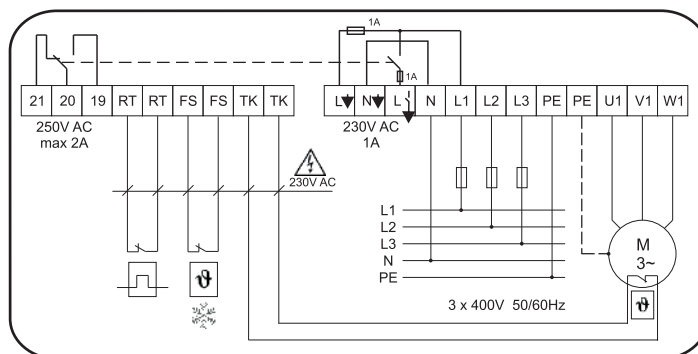 1A
1A
21 20 19 RT RT FS FS TK TK L N L N L1 L2 L3 PE PE U1 V1 W1
250V AC
max 2A
230V AC
1A
230V AC
L1
L2
L3
N
PE
M
3~
3 x 400V 50/60Hz
ϑ
ϑ